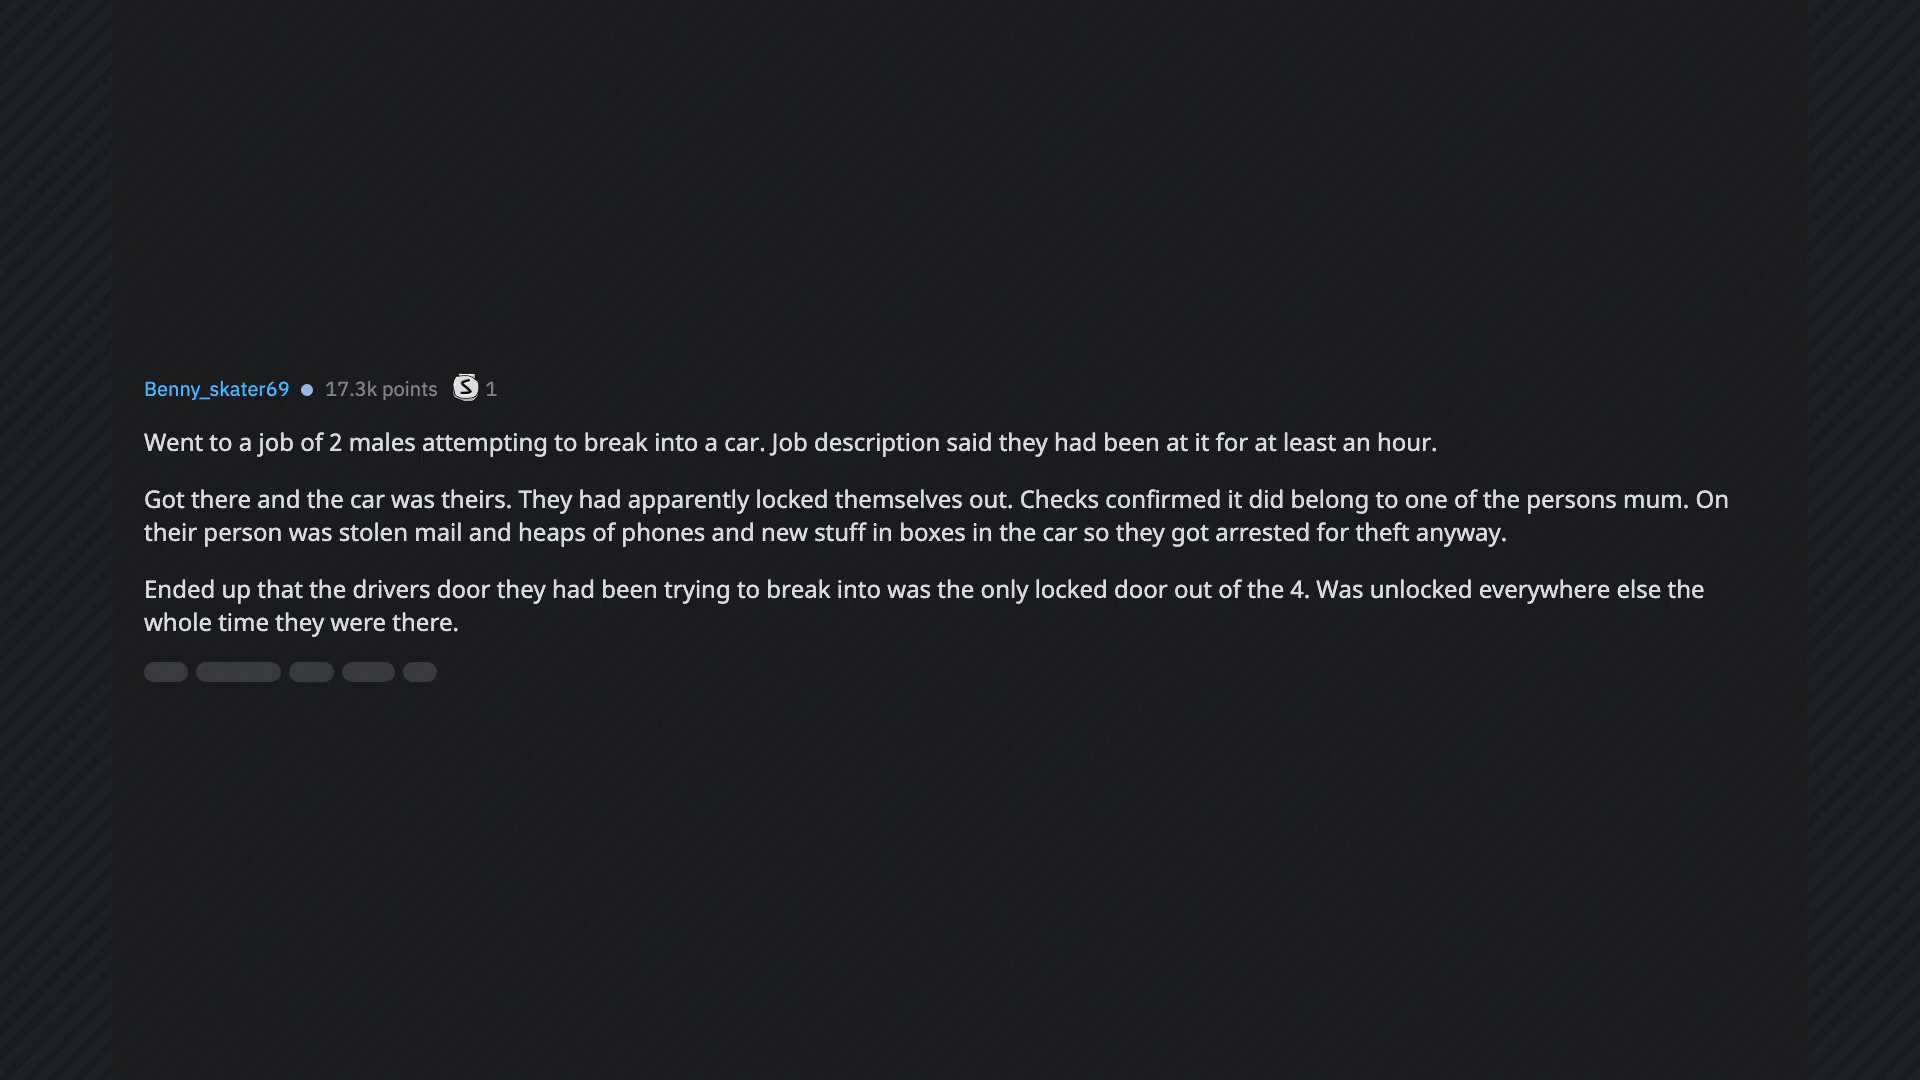 Benny_skater69 ● 17.3k points S 1
Went to a job of 2 males attempting to break into a car. Job description said they had been at it for at least an hour.
Got there and the car was theirs. They had apparently locked themselves out. Checks confirmed it did belong to one of the persons mum. On
their person was stolen mail and heaps of phones and new stuff in boxes in the car so they got arrested for theft anyway.
Ended up that the drivers door they had been trying to break into was the only locked door out of the 4. Was unlocked everywhere else the
whole time they were there.